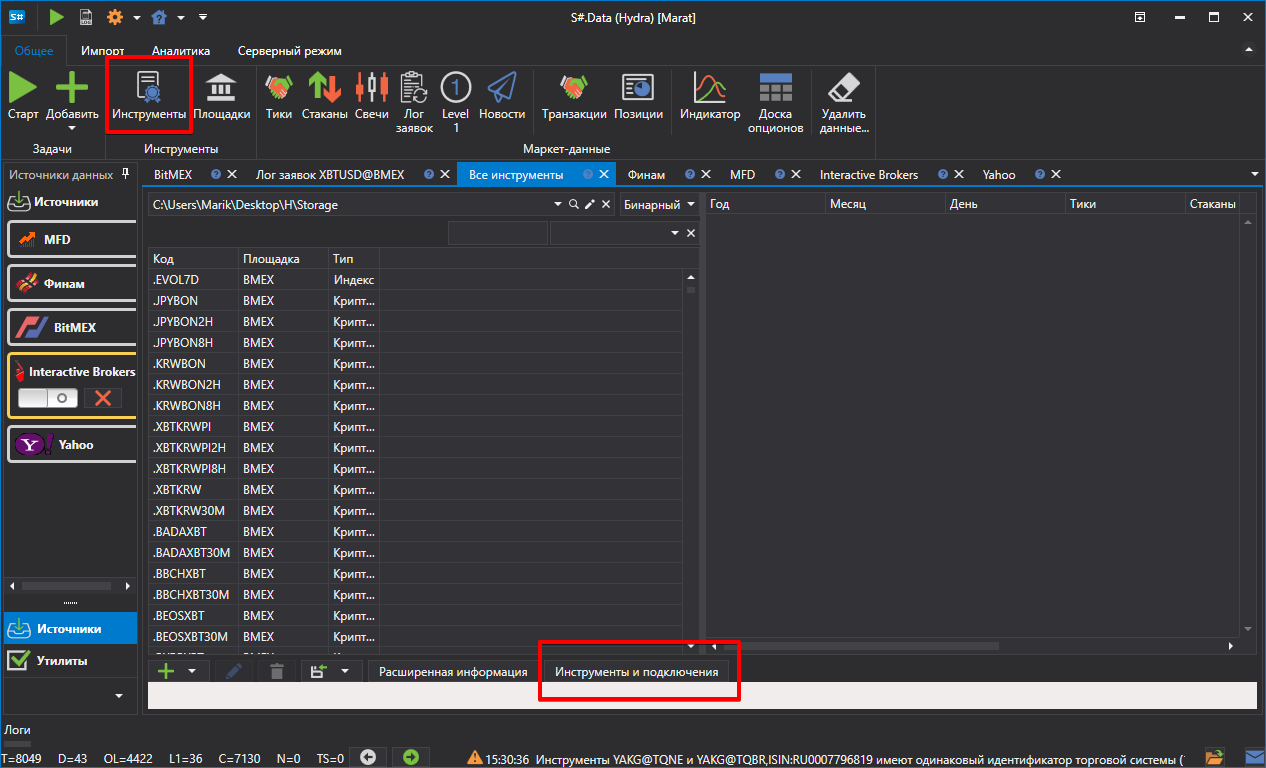 S#
LOG
S#.Data (Hydra) [Marat]
Общее Импорт Аналитика Серверный режим
Старт Добавить Инструменты Площадки Тики Стаканы Свечи Лог заявок 1 Level 1 Новости Транзакции Позиции Индикатор Доска опционов Удалить данные...
Задачи Инструменты Маркет-данные
Источники данных
BitMEX Лог заявок XBTUSD@BMEX Все инструменты Финам MFD Interactive Brokers Yahoo
Источники
MFD
Финам
BitMEX
Interactive Brokers
Y! Yahoo
Источники
Утилиты
C:\Users\Marik\Desktop\H\Storage Бинарный
Год Месяц День Тики Стаканы
Код Площадка Тип
.EVOL7D BMEX Индекс
.JPYBON BMEX Крипт...
.JPYBON2H BMEX Крипт...
.JPYBON8H BMEX Крипт...
.KRWBON BMEX Крипт...
.KRWBON2H BMEX Крипт...
.KRWBON8H BMEX Крипт...
.XBTKRWPI BMEX Крипт...
.XBTKRWPI2H BMEX Крипт...
.XBTKRWPI8H BMEX Крипт...
.XBTKRW BMEX Крипт...
.XBTKRW30M BMEX Крипт...
.BADAXBT BMEX Крипт...
.BADAXBT30M BMEX Крипт...
.BBCHXBT BMEX Крипт...
.BBCHXBT30M BMEX Крипт...
.BEOSXBT BMEX Крипт...
.BEOSXBT30M BMEX Крипт...
Расширенная информация Инструменты и подключения
Логи
T=8049 D=43 OL=4422 L1=36 C=7130 N=0 TS=0 15:30:36 Инструменты YAKG@TQNE и YAKG@TQBR,ISIN:RU0007796819 имеют одинаковый идентификатор торговой системы (